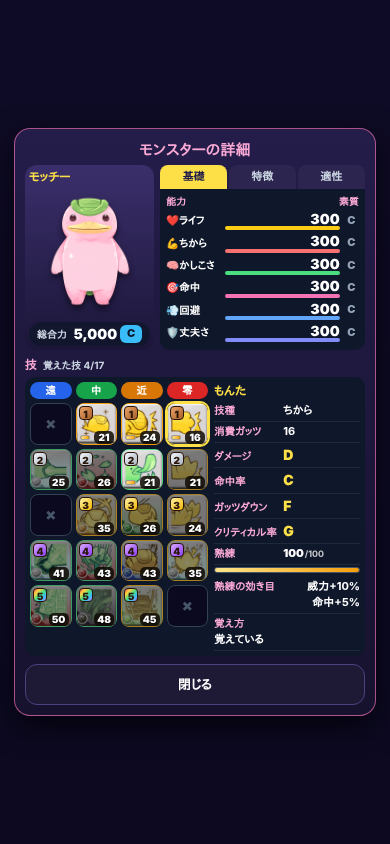 モンスターの詳細
モッチー
基礎 特徴 適性
能力 素質
ライフ 300 C
ちから 300 C
かしこさ 300 C
命中 300 C
回避 300 C
丈夫さ 300 C
総合力 5,000 C
技 覚えた技 4/17
遠 中 近 零
1 21 1 24 1 16
2 25 2 26 2 21 2 21
3 35 3 26 3 24
4 41 4 43 4 43 4 35
5 50 5 48 5 45
もんた
技種 ちから
消費ガッツ 16
ダメージ D
命中率 C
ガッツダウン F
クリティカル率 G
熟練 100/100
熟練の効き目 威力+10%
命中+5%
覚え方
覚えている
閉じる